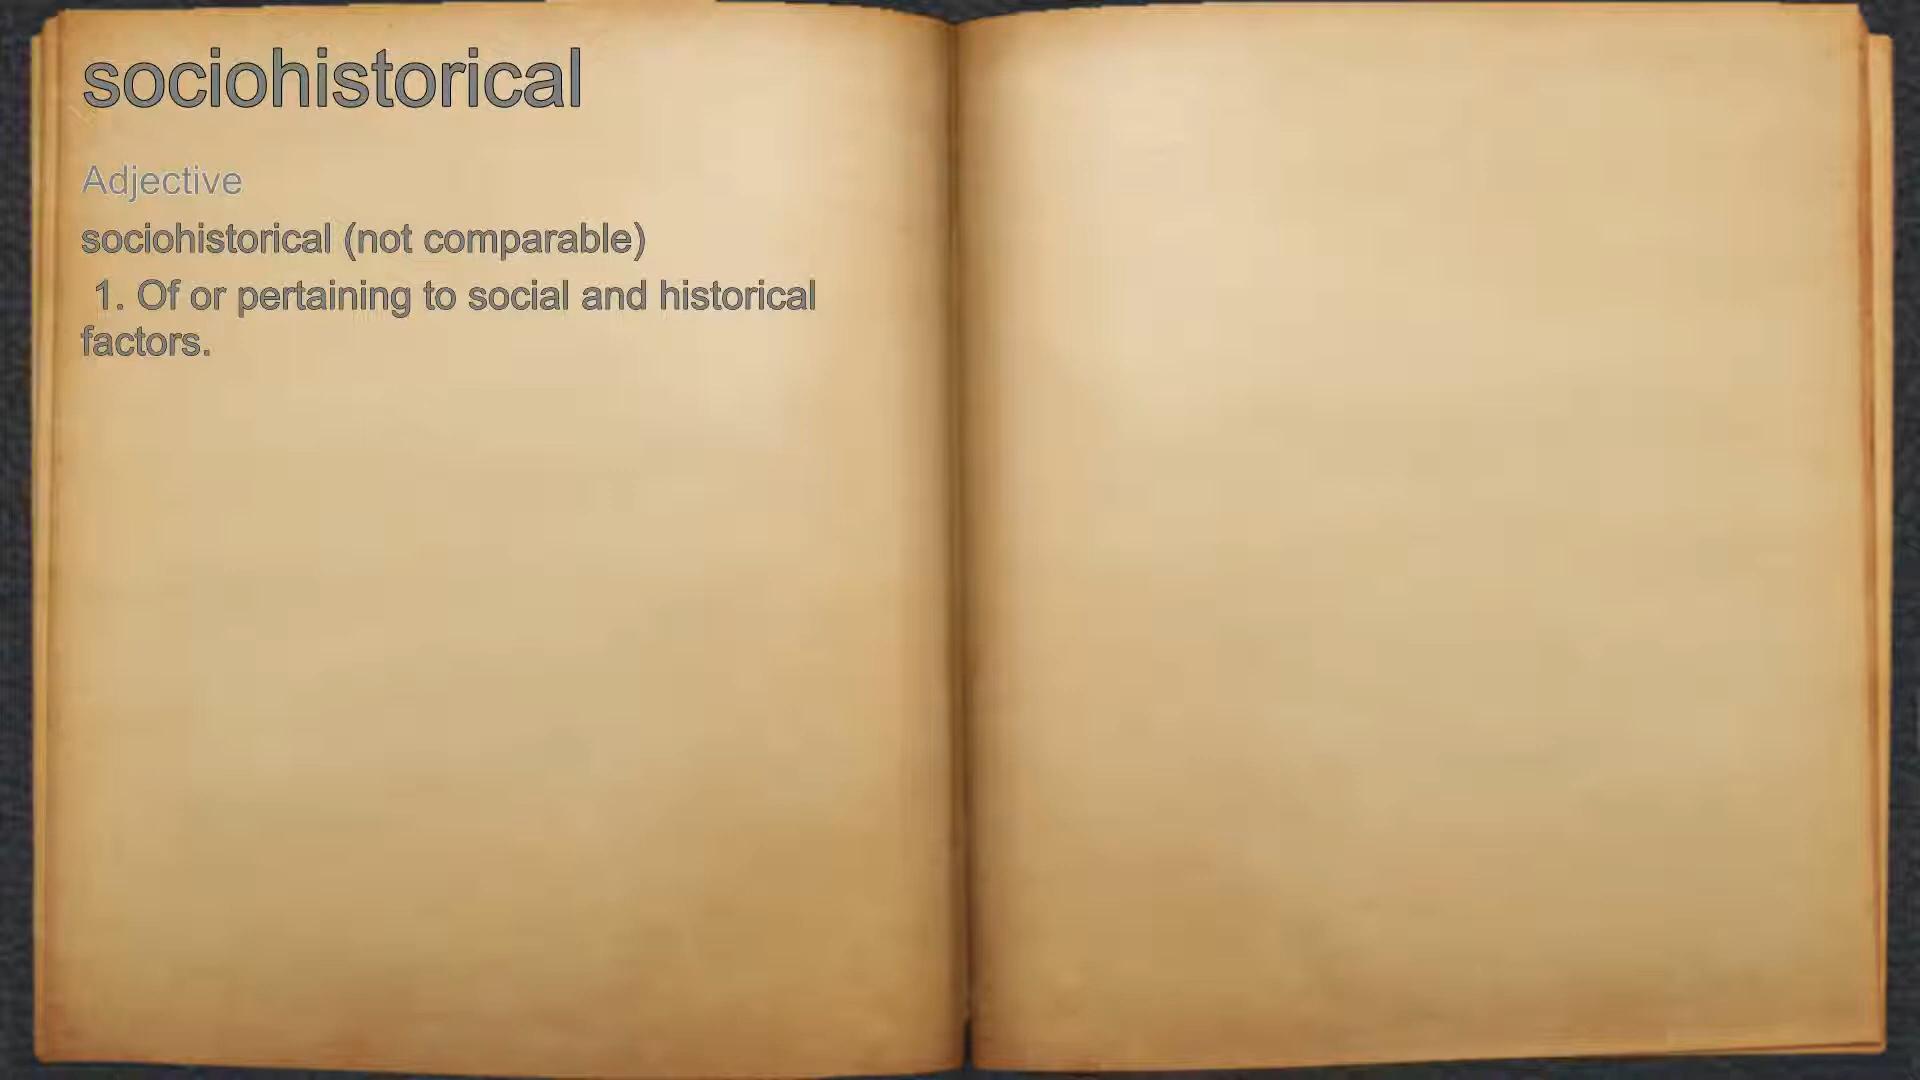 sociohistorical
Adjective
sociohistorical (not comparable)
1. Of or pertaining to social and historical
factors.